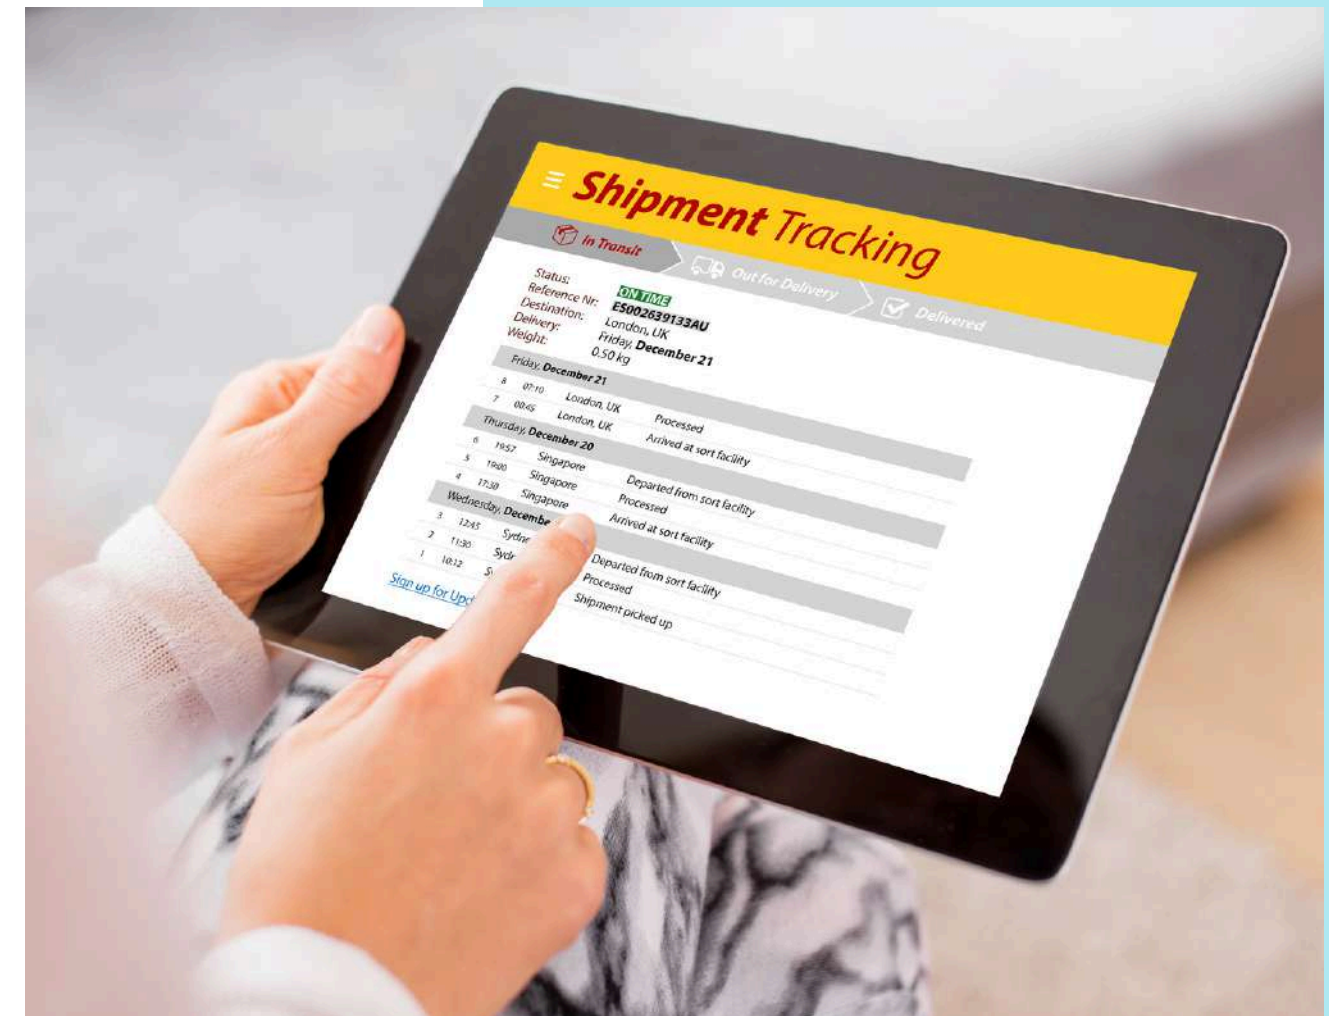 Shipment Tracking
In Transit
Out for Delivery
Delivered
Status: ON TIME
Reference Nr: ES002639133AU
Destination: London, UK
Delivery: Friday, December 21
Weight: 0.50 kg
Friday, December 21
8 07:10 London, UK Processed
7 00:45 London, UK Arrived at sort facility
Thursday, December 20
6 19:57 Singapore Departed from sort facility
5 19:00 Singapore Processed
4 17:30 Singapore Arrived at sort facility
Wednesday,
3 12:45 Departed from sort facility
2 11:30 Processed
1 10:12 Shipment picked up
Sign up for